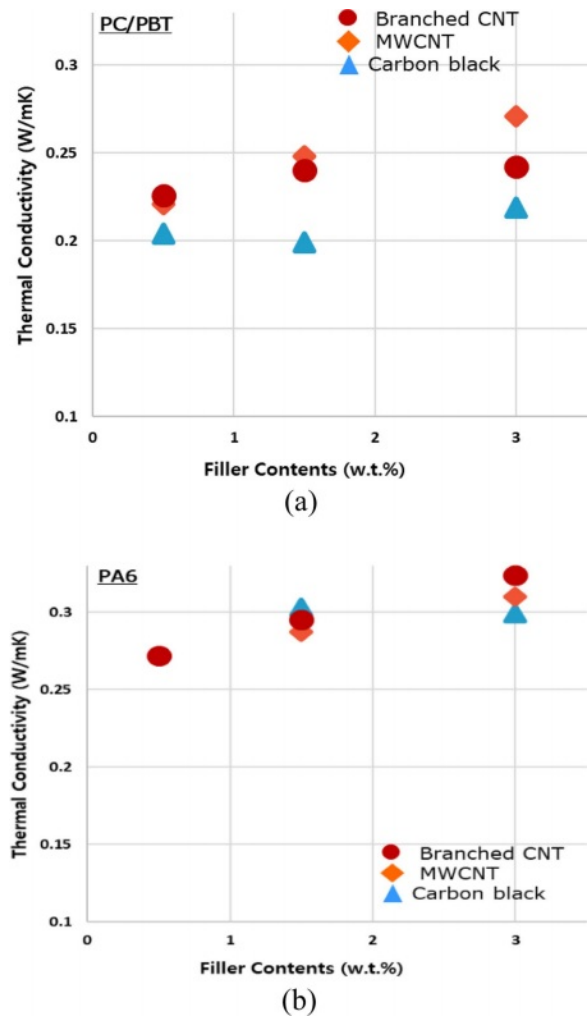 PC/PBT
Branched CNT
MWCNT
Carbon black
Thermal Conductivity (W/mK)
0.3
0.25
0.2
0.15
0.1
0 1 2 3
Filler Contents (w.t.%)
(a)
PA6
Thermal Conductivity (W/mK)
0.3
0.25
0.2
0.15
0.1
Branched CNT
MWCNT
Carbon black
0 1 2 3
Filler Contents (w.t.%)
(b)